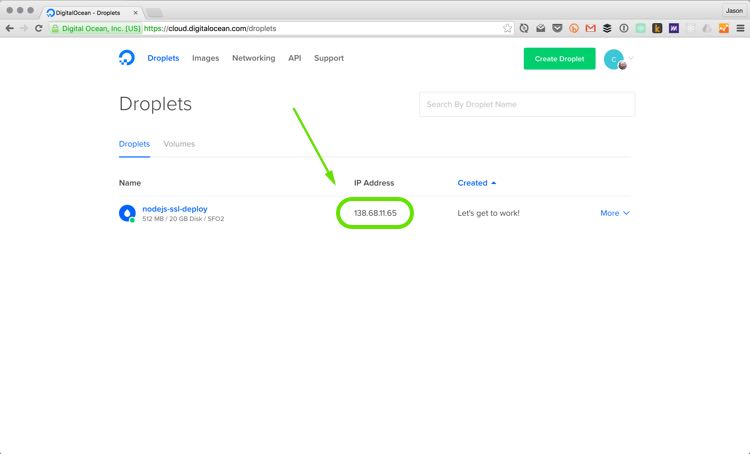 Jason
DigitalOcean - Droplets
Digital Ocean, Inc. [US] https://cloud.digitalocean.com/droplets
Droplets Images Networking API Support Create Droplet C
Droplets
Search By Droplet Name
Droplets Volumes
Name IP Address Created
nodejs-ssl-deploy 138.68.11.65 Let's get to work! More
512 MB / 20 GB Disk / SFO2